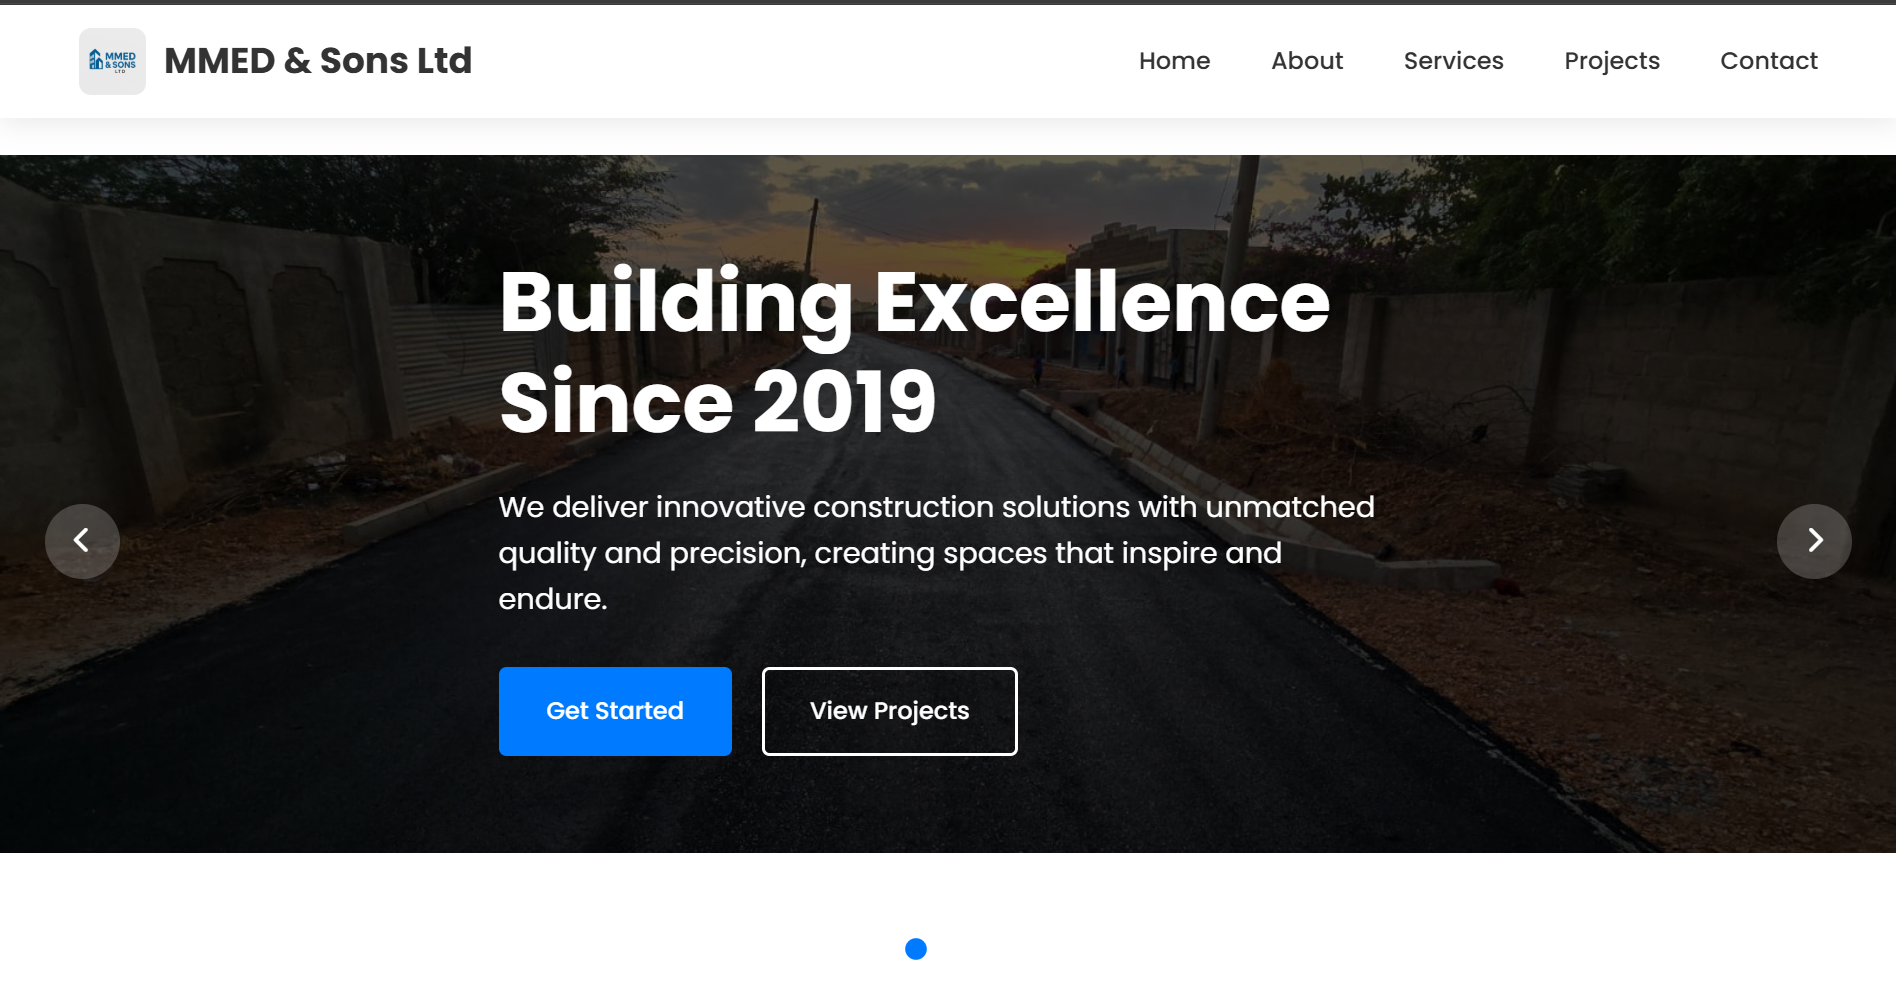 MMED
& SONS
LTD
MMED & Sons Ltd
Home About Services Projects Contact
Building Excellence
Since 2019
We deliver innovative construction solutions with unmatched
quality and precision, creating spaces that inspire and
endure.
Get Started View Projects